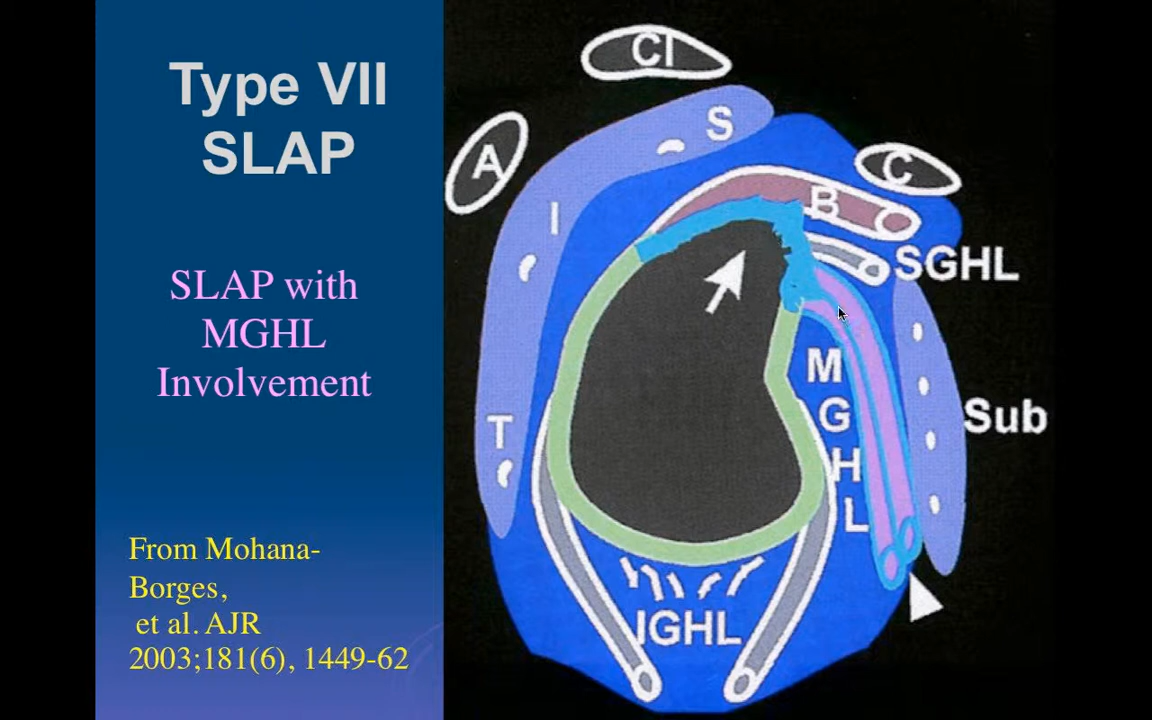 Type VII
SLAP
SLAP with
MGHL
Involvement
From Mohana-
Borges,
et al. AJR
2003;181(6), 1449-62
Cl
S
A
C
B
I
SGHL
M
G
H
L
Sub
T
IGHL